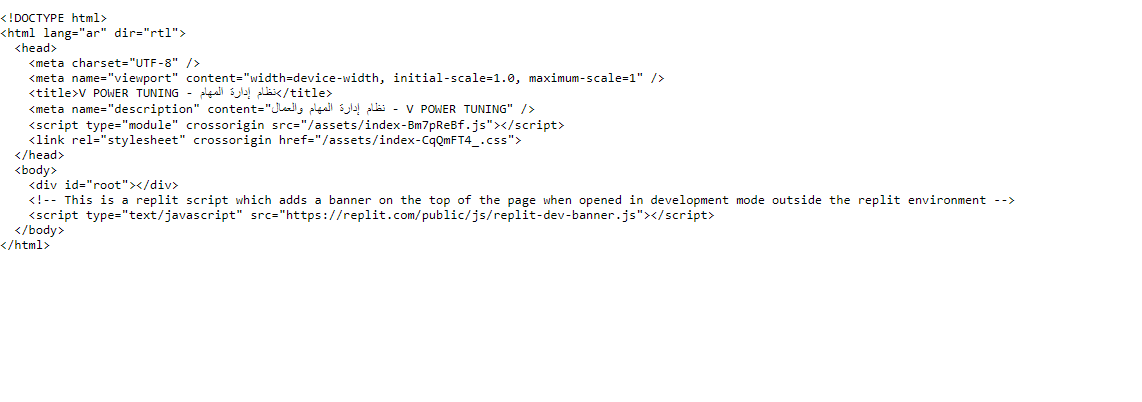 <!DOCTYPE html>
<html lang="ar" dir="rtl">
<head>
<meta charset="UTF-8" />
<meta name="viewport" content="width=device-width, initial-scale=1.0, maximum-scale=1" />
<title>V POWER TUNING - نظام إدارة المهام</title>
<meta name="description" content="نظام إدارة المهام والعمال - V POWER TUNING" />
<script type="module" crossorigin src="/assets/index-Bm7pReBf.js"></script>
<link rel="stylesheet" crossorigin href="/assets/index-CqQmFT4_.css">
</head>
<body>
<div id="root"></div>
<!-- This is a replit script which adds a banner on the top of the page when opened in development mode outside the replit environment -->
<script type="text/javascript" src="https://replit.com/public/js/replit-dev-banner.js"></script>
</body>
</html>